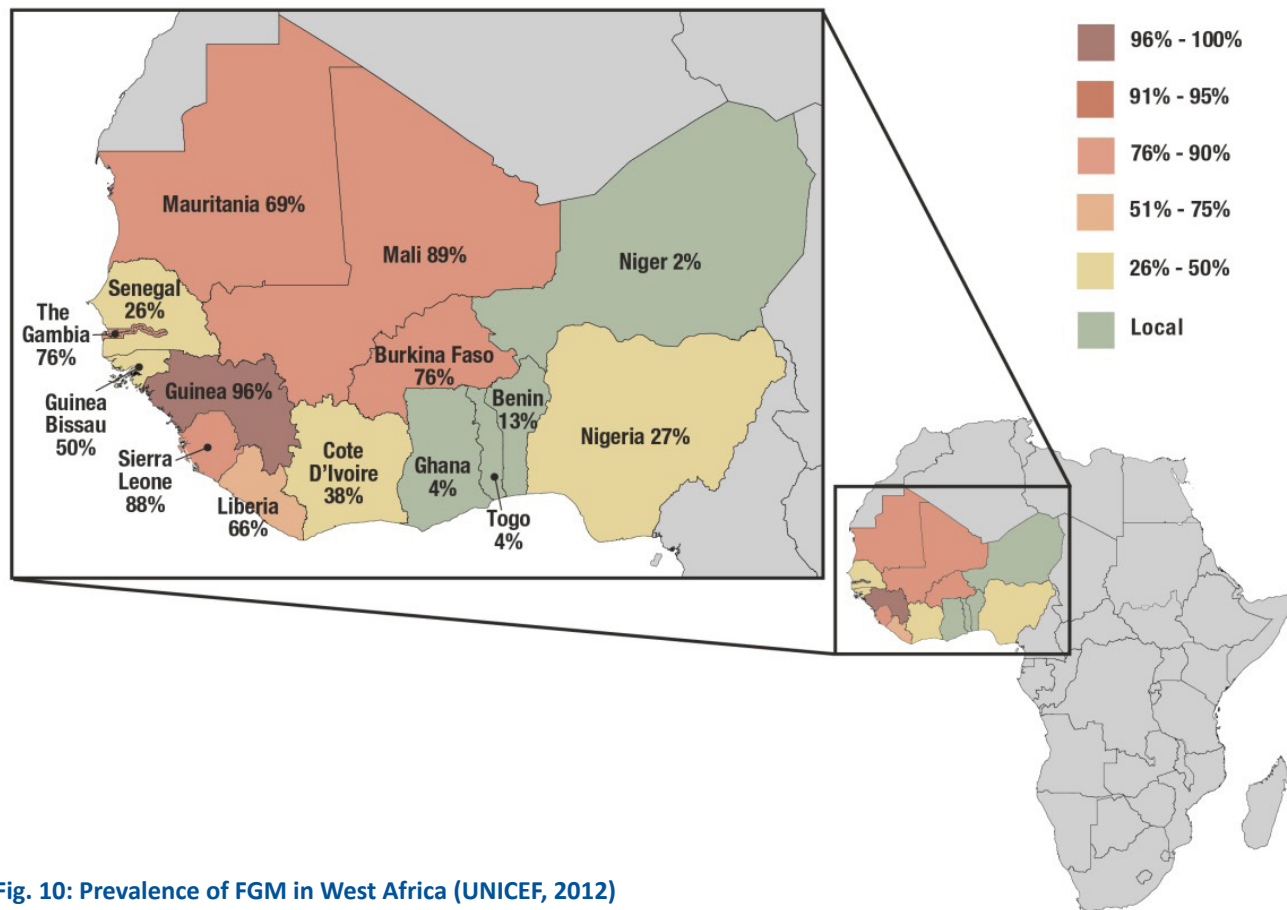 96% - 100%
91% - 95%
76% - 90%
51% - 75%
26% - 50%
Local
Mauritania 69%
Mali 89%
Niger 2%
Senegal
26%
The
Gambia
76%
Burkina Faso
76%
Guinea 96%
Guinea
Bissau
50%
Benin
13%
Nigeria 27%
Sierra
Leone
88%
Cote
D'Ivoire
38%
Ghana
4%
Liberia
66%
Togo
4%
Fig. 10: Prevalence of FGM in West Africa (UNICEF, 2012)